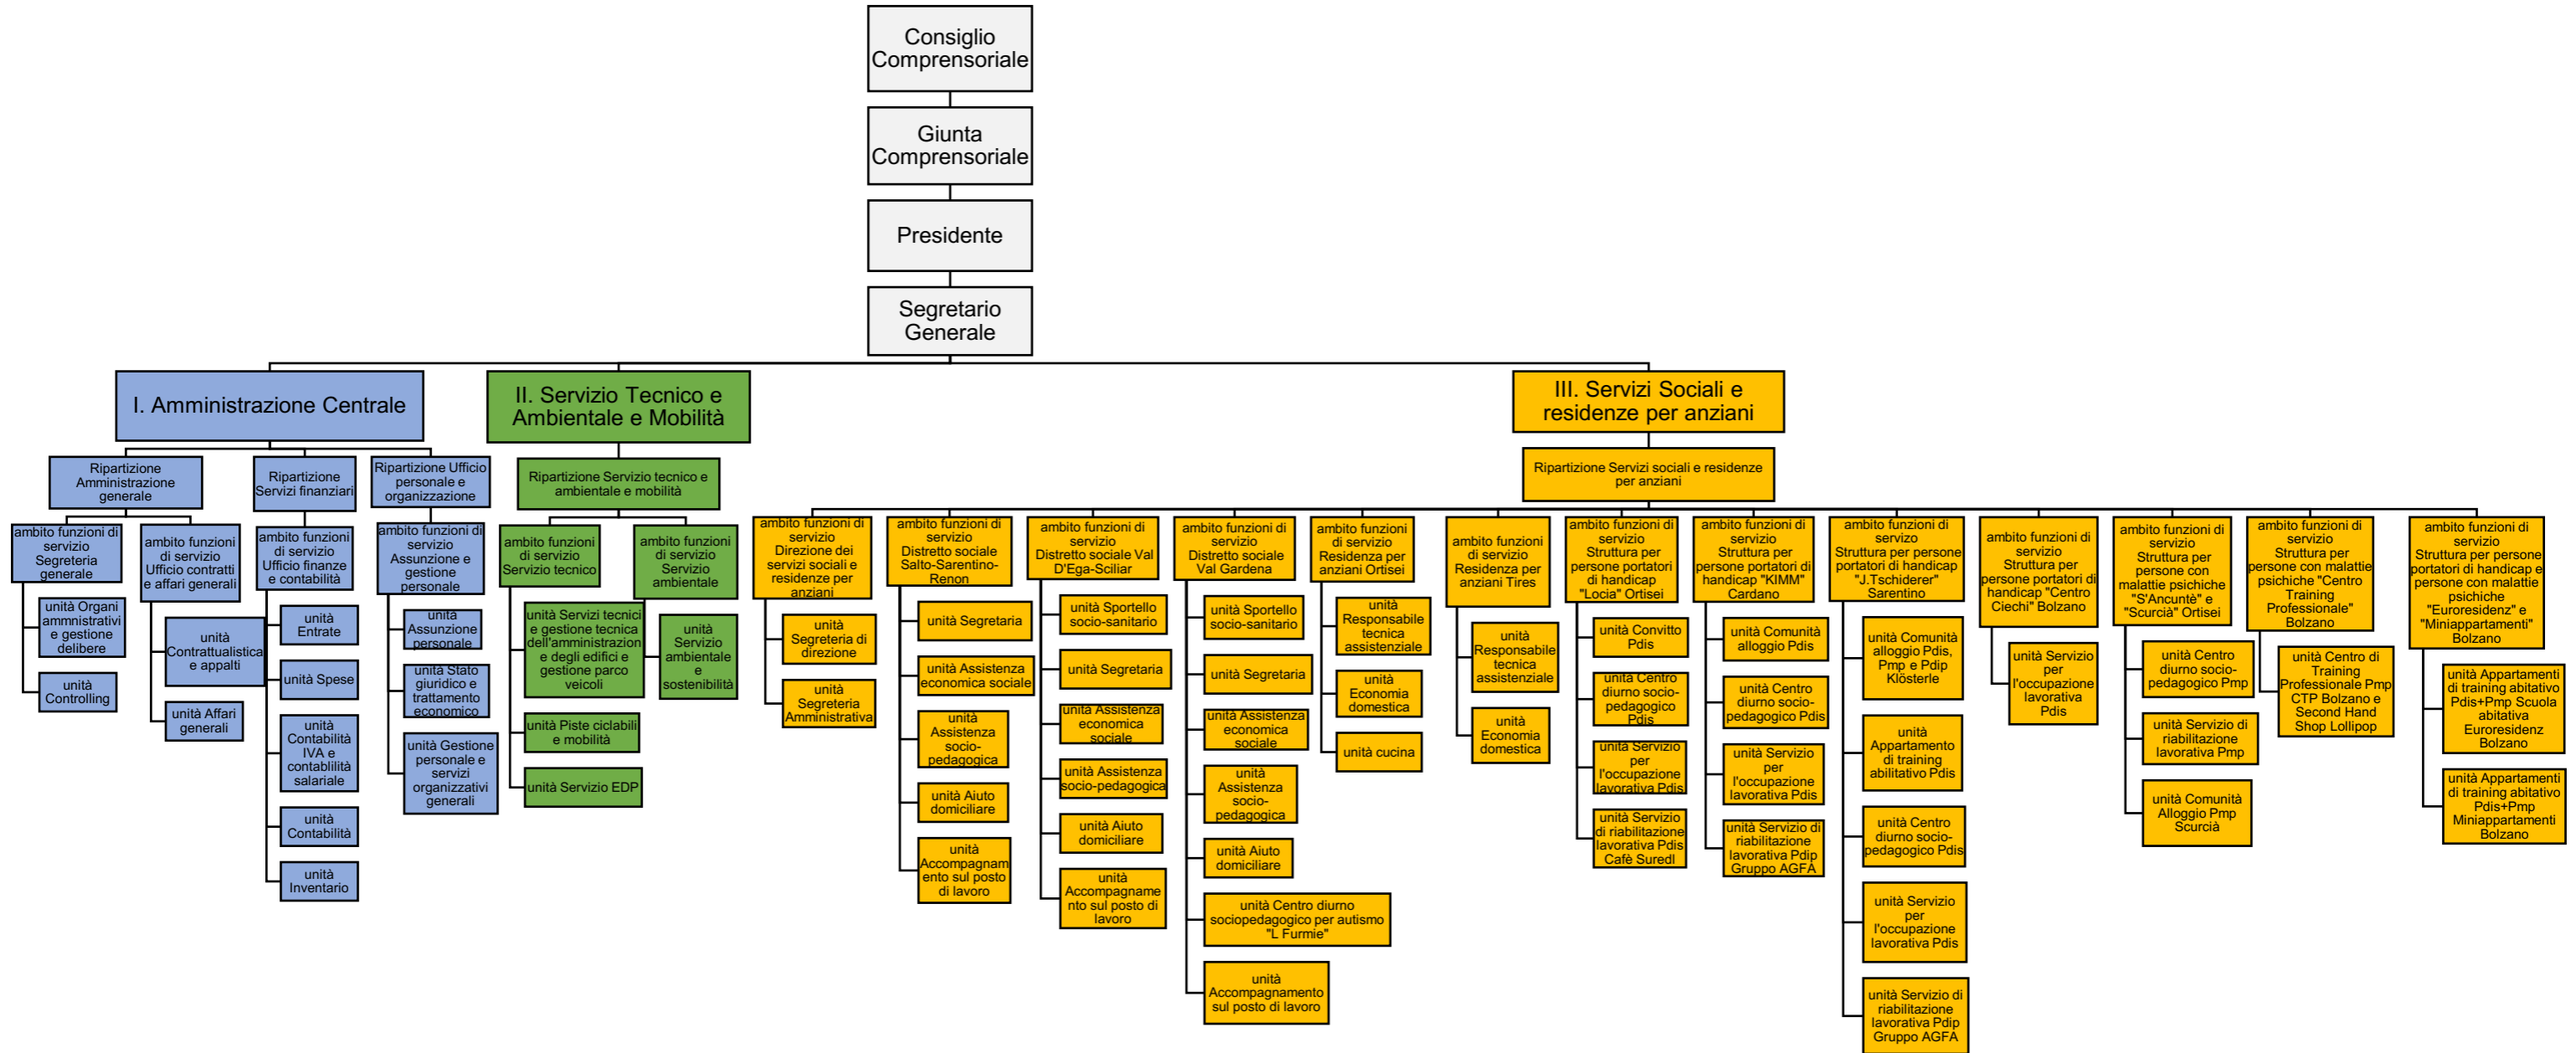 Consiglio
Comprensoriale
Giunta
Comprensoriale
Presidente
Segretario
Generale
I. Amministrazione Centrale
II. Servizio Tecnico e
Ambientale e Mobilità
III. Servizi Sociali e
residenze per anziani
Ripartizione
Amministrazione
generale
Ripartizione
Servizi finanziari
Ripartizione Ufficio
personale e
organizzazione
Ripartizione Servizio tecnico e
ambientale e mobilità
Ripartizione Servizi sociali e residenze
per anziani
ambito funzioni di
servizio
Segreteria
generale
unità Organi
ammnistrativi
e gestione
delibere
unità
Controlling
ambito funzioni
di servizio
Ufficio contratti
e affari generali
unità
Contrattualistica
e appalti
unità Affari
generali
ambito funzioni
di servizio
Ufficio finanze
e contabilità
unità
Entrate
unità Spese
unità
Contabilità
IVA e
contablilità
salariale
unità
Contabilità
unità
Inventario
ambito funzioni di
servizio
Assunzione e
gestione
personale
unità
Assunzione
personale
unità Stato
giuridico e
trattamento
economico
unità Gestione
personale e
servizi
organizzativi
generali
ambito funzioni
di servizio
Servizio tecnico
unità Servizi tecnici
e gestione tecnica
dell'amministrazion
e degli edifici e
gestione parco
veicoli
unità Piste ciclabili
e mobilità
unità Servizio EDP
ambito funzioni
di servizio
Servizio
ambientale
unità
Servizio
ambientale
e
sostenibilità
ambito funzioni di
servizio
Direzione dei
servizi sociali e
residenze per
anziani
unità
Segreteria di
direzione
unità
Segreteria
Amministrativa
ambito funzioni di
servizio
Distretto sociale
Salto-Sarentino-
Renon
unità Segretaria
unità Assistenza
economica sociale
unità
Assistenza
socio-
pedagogica
unità Aiuto
domiciliare
unità
Accompagnam
ento sul posto
di lavoro
ambito funzioni di
servizio
Distretto sociale Val
D'Ega-Sciliar
unità Sportello
socio-sanitario
unità Segretaria
unità Assistenza
economica
sociale
unità Assistenza
socio-pedagogica
unità Aiuto
domiciliare
unità
Accompagname
nto sul posto di
lavoro
ambito funzioni di
servizio
Distretto sociale
Val Gardena
unità Sportello
socio-sanitario
unità Segretaria
unità Assistenza
economica
sociale
unità
Assistenza
socio-
pedagogica
unità Aiuto
domiciliare
unità Centro diurno
sociopedagogico per autismo
"L Furmie"
unità
Accompagnamento
sul posto di lavoro
ambito funzioni
di servizio
Residenza per
anziani Ortisei
unità
Responsabile
tecnica
assistenziale
unità
Economia
domestica
unità cucina
ambito funzioni
di servizio
Residenza per
anziani Tires
unità
Responsabile
tecnica
assistenziale
unità
Economia
domestica
ambito funzioni di
servizio
Struttura per
persone portatori
di handicap
"Locia" Ortisei
unità Convitto
Pdis
unità Centro
diurno socio-
pedagogico
Pdis
unità Servizio
per
l'occupazione
lavorativa Pdis
unità Servizio
di riabilitazione
lavorativa Pdis
Cafè Suredl
ambito funzioni di
servizio
Struttura per
persone portatori di
handicap "KIMM"
Cardano
unità Comunità
alloggio Pdis
unità Centro
diurno socio-
pedagogico Pdis
unità Servizio
per
l'occupazione
lavorativa Pdis
unità Servizio di
riabilitazione
lavorativa Pdip
Gruppo AGFA
ambito funzioni di
servizo
Struttura per persone
portatori di handicap
"J.Tschiderer"
Sarentino
unità Comunità
alloggio Pdis,
Pmp e Pdip
Klösterle
unità
Appartamento
di training
abilitativo Pdis
unità Centro
diurno socio-
pedagogico Pdis
unità Servizio
per
l'occupazione
lavorativa Pdis
unità Servizio di
riabilitazione
lavorativa Pdip
Gruppo AGFA
ambito funzioni di
servizio
Struttura per
persone portatori di
handicap "Centro
Ciechi" Bolzano
unità Servizio
per
l'occupazione
lavorativa
Pdis
ambito funzioni di
servizio
Struttura per
persone con
malattie psichiche
"S'Ancuntè" e
"Scurcià" Ortisei
unità Centro
diurno socio-
pedagogico Pmp
unità Servizio di
riabilitazione
lavorativa Pmp
unità Comunità
Alloggio Pmp
Scurcià
ambito funzioni di
servizio
Struttura per
persone con malattie
psichiche "Centro
Training
Professionale"
Bolzano
unità Centro di
Training
Professionale Pmp
CTP Bolzano e
Second Hand
Shop Lollipop
ambito funzioni di
servizio
Struttura per persone
portatori di handicap e
persone con malattie
psichiche
"Euroresidenz" e
"Miniappartamenti"
Bolzano
unità Appartamenti
di training abitativo
Pdis+Pmp Scuola
abitativa
Euroresidenz
Bolzano
unità Appartamenti
di training abitativo
Pdis+Pmp
Miniappartamenti
Bolzano